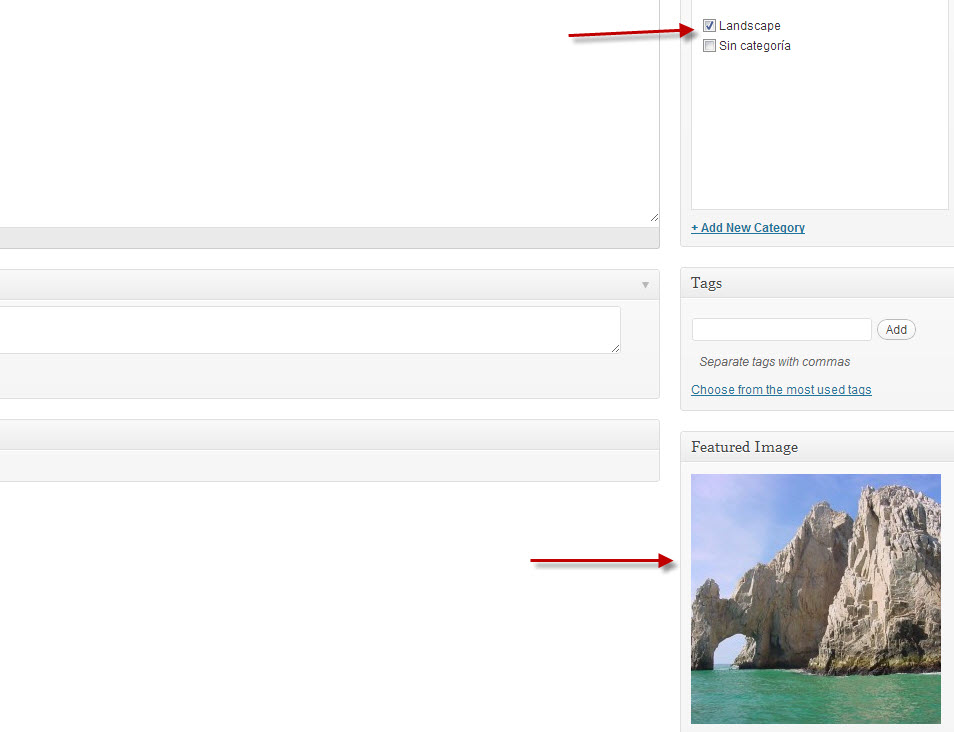 Landscape
Sin categoría
+ Add New Category
Tags
Add
Separate tags with commas
Choose from the most used tags
Featured Image